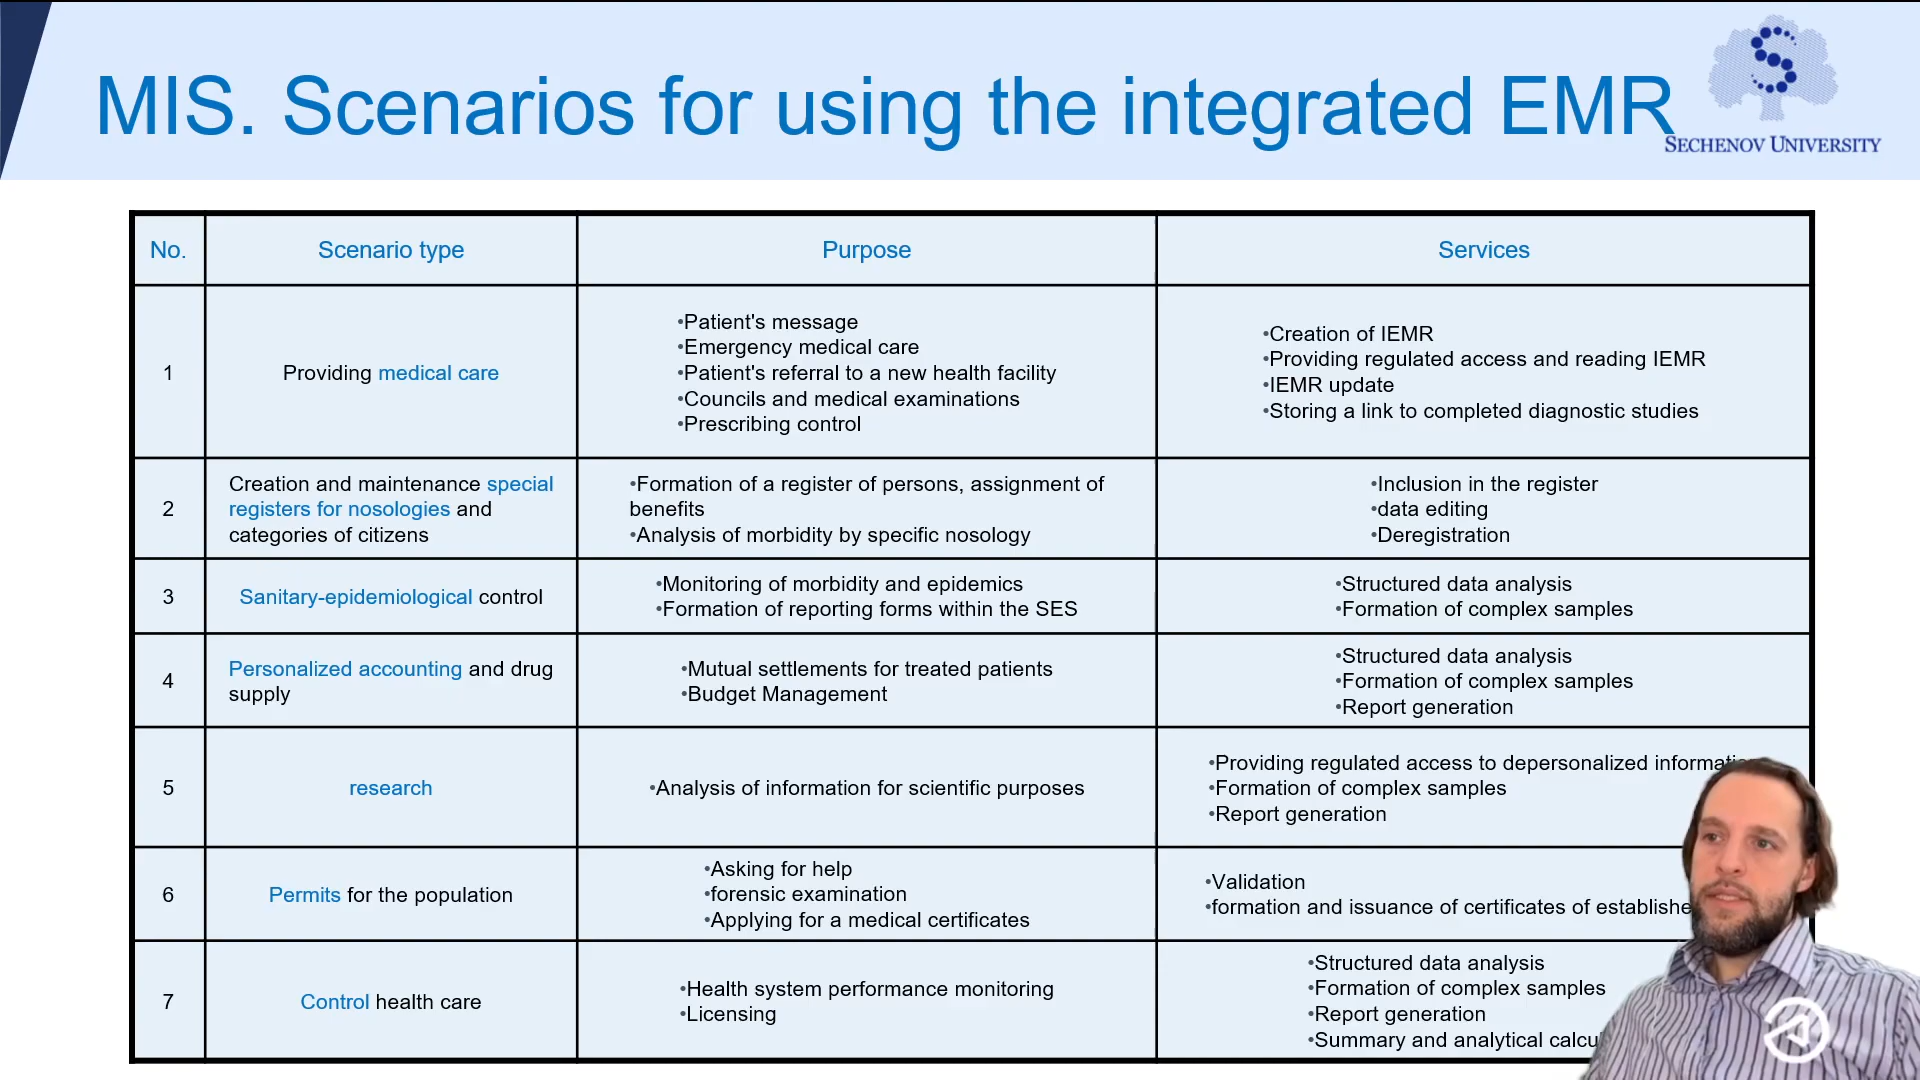 MIS. Scenarios for using the integrated EMR
SECHENOV UNIVERSITY
No.
Scenario type
Purpose
Services
1
Providing medical care
•Patient's message
•Emergency medical care
•Patient's referral to a new health facility
•Councils and medical examinations
•Prescribing control
•Creation of IEMR
•Providing regulated access and reading IEMR
•IEMR update
•Storing a link to completed diagnostic studies
2
Creation and maintenance special
registers for nosologies and
categories of citizens
•Formation of a register of persons, assignment of
benefits
•Analysis of morbidity by specific nosology
•Inclusion in the register
•data editing
•Deregistration
3
Sanitary-epidemiological control
•Monitoring of morbidity and epidemics
•Formation of reporting forms within the SES
•Structured data analysis
•Formation of complex samples
4
Personalized accounting and drug
supply
•Mutual settlements for treated patients
•Budget Management
•Structured data analysis
•Formation of complex samples
•Report generation
5
research
•Analysis of information for scientific purposes
•Providing regulated access to depersonalized
•Formation of complex samples
•Report generation
6
Permits for the population
•Asking for help
•forensic examination
•Applying for a medical certificates
•Validation
•formation and issuance of certificates of
7
Control health care
•Health system performance monitoring
•Licensing
•Structured data analysis
•Formation of complex samples
•Report generation
•Summary and analytical